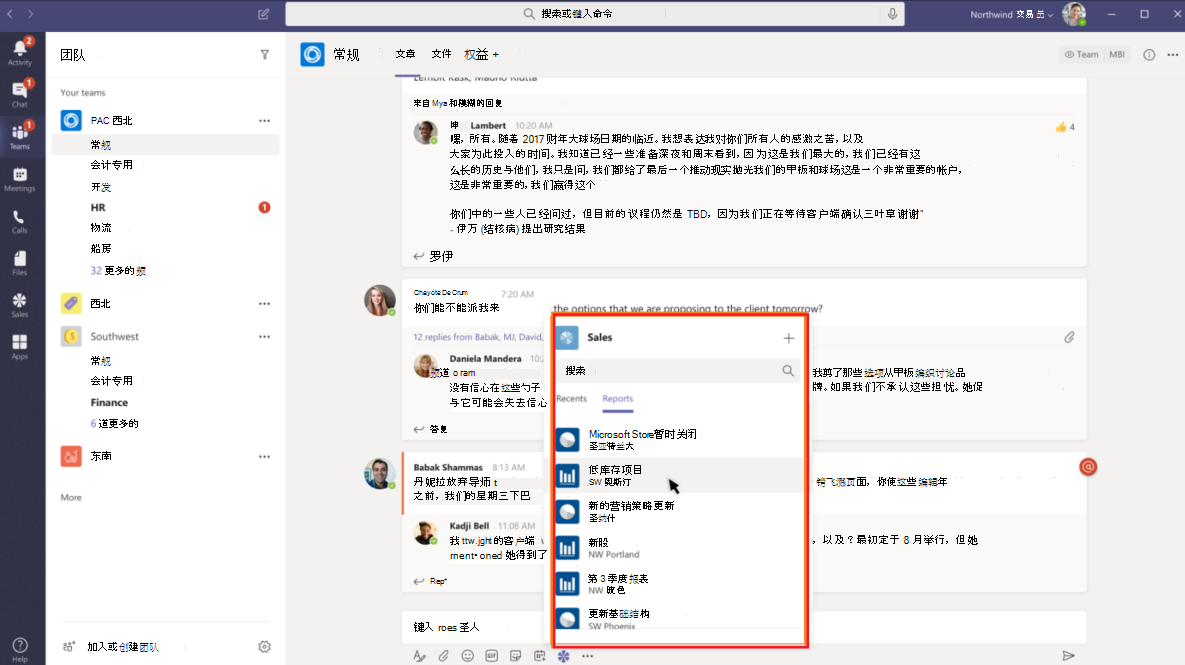 搜索或键入命令
Northwind 交易员
2
Activity
1
Chat
1
Teams
Meetings
Calls
Files
Sales
Apps
Help
团队
Your teams
PAC 西北
常规
会计专用
开发
HR
1
物流
船房
32 更多的频
西北
Southwest
常规
会计专用
Finance
6 道更多的
东南
More
加入或创建团队
常规
文章 文件 权益 +
Team MBI
Lembit Kask, Mauno Riutta
来自 Mya 和模糊的回复
坤 Lambert 10:20 AM
4
嘿，所有。随着 2017 财年大球场日期的临近。我想表达我对你们所有人的感激之苦，以及
大家为此投入的时间。我知道已经一些准备深夜和周末看到，因为这是我们最大的，我们已经有这
么长的历史与他们，我只是问，我们都给了最后一个推动现实抛光我们的甲板和球场这是一个非常重要的帐户，
这是非常重要的，我们赢得这个
你们中的一些人已经问过，但目前的议程仍然是 TBD，因为我们正在等待客户端确认三叶草谢谢"
- 伊万 (结核病) 提出研究结果
罗伊
Chayote De Crum 7:20 AM
你们能不能派我来 the options that we are proposing to the client tomorrow?
12 replies from Babak, MJ, David,
Daniela Mandera 10:2
频道 o ram
我剪了那些选项从甲板编织讨论品
没有信心在这些勺子
牌。如果我们不承认这些担忧。她促
与它可能会失去信心
答复
Babak Shammas 8:13 AM
丹妮拉放弃导师 t
销飞测页面，你使这些编辑年
之前，我们的星期三下巴
Kadji Bell 11:08 AM
我 ttw.jght 的客户端
，以及？最初定于 8 月举行，但她
rnent• oned 她得到了
Rep"
键入 roes 圣人
Sales
搜索
Recents Reports
Microsoft Store暂时关闭
圣亚特兰大
低库存项目
SW 奥斯汀
新的营销策略更新
圣纳什
新股
NW Portland
第 3 季度报表
NW 玻色
更新基础结构
SW Phoenix